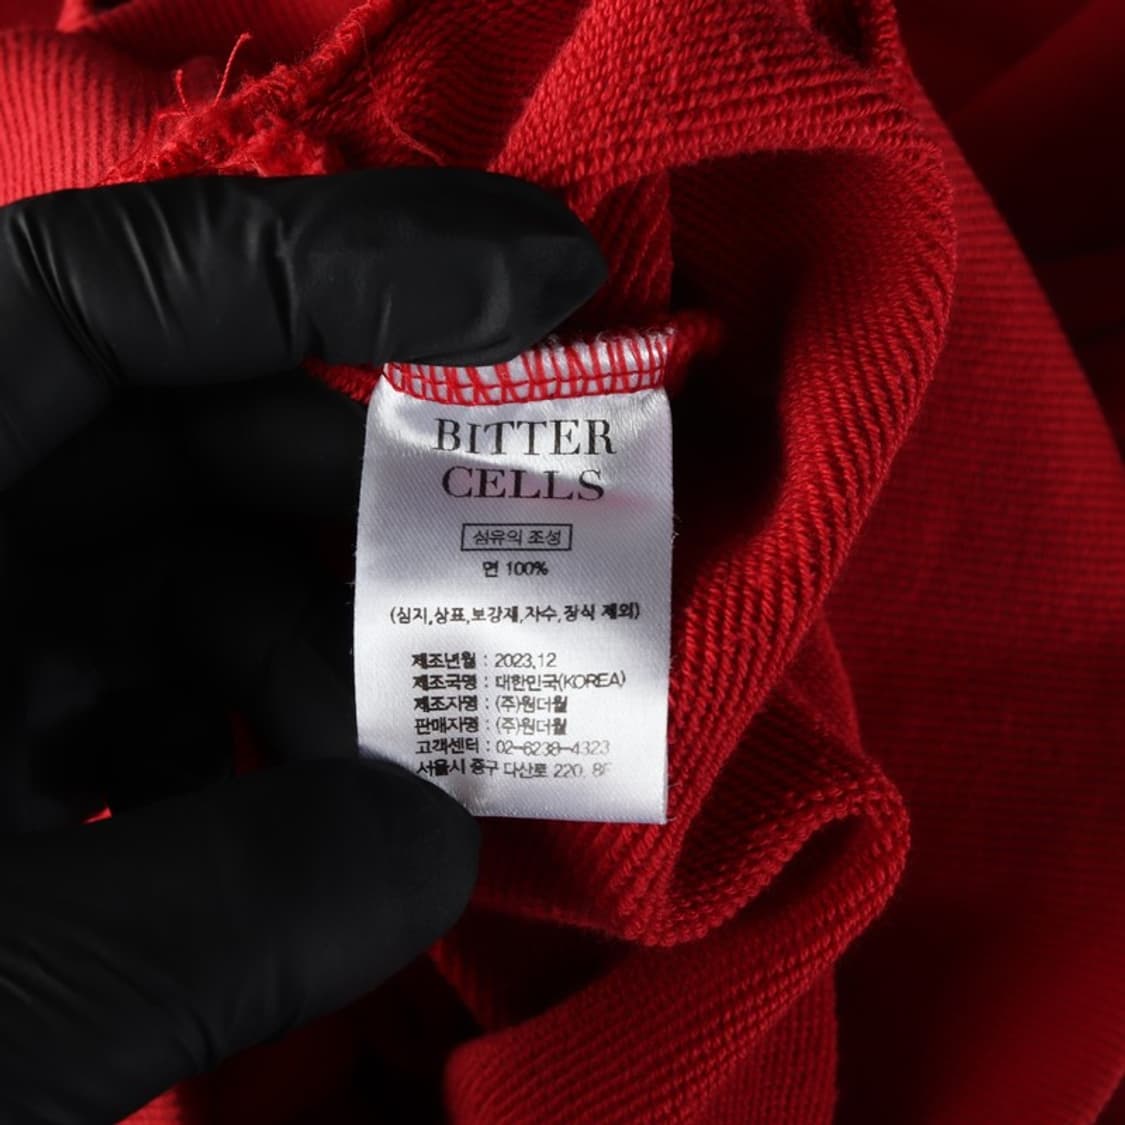 BITTER
CELLS
섬유의 조성
면 100%
(심지,상표,보강재,자수,장식 제외)
제조년월 : 2023.12
제조국명 : 대한민국(KOREA)
제조자명 : (주)원더월
판매자명 : (주)원더월
고객센터 : 02-6238-4323
서울시 중구 다산로 220, 8F